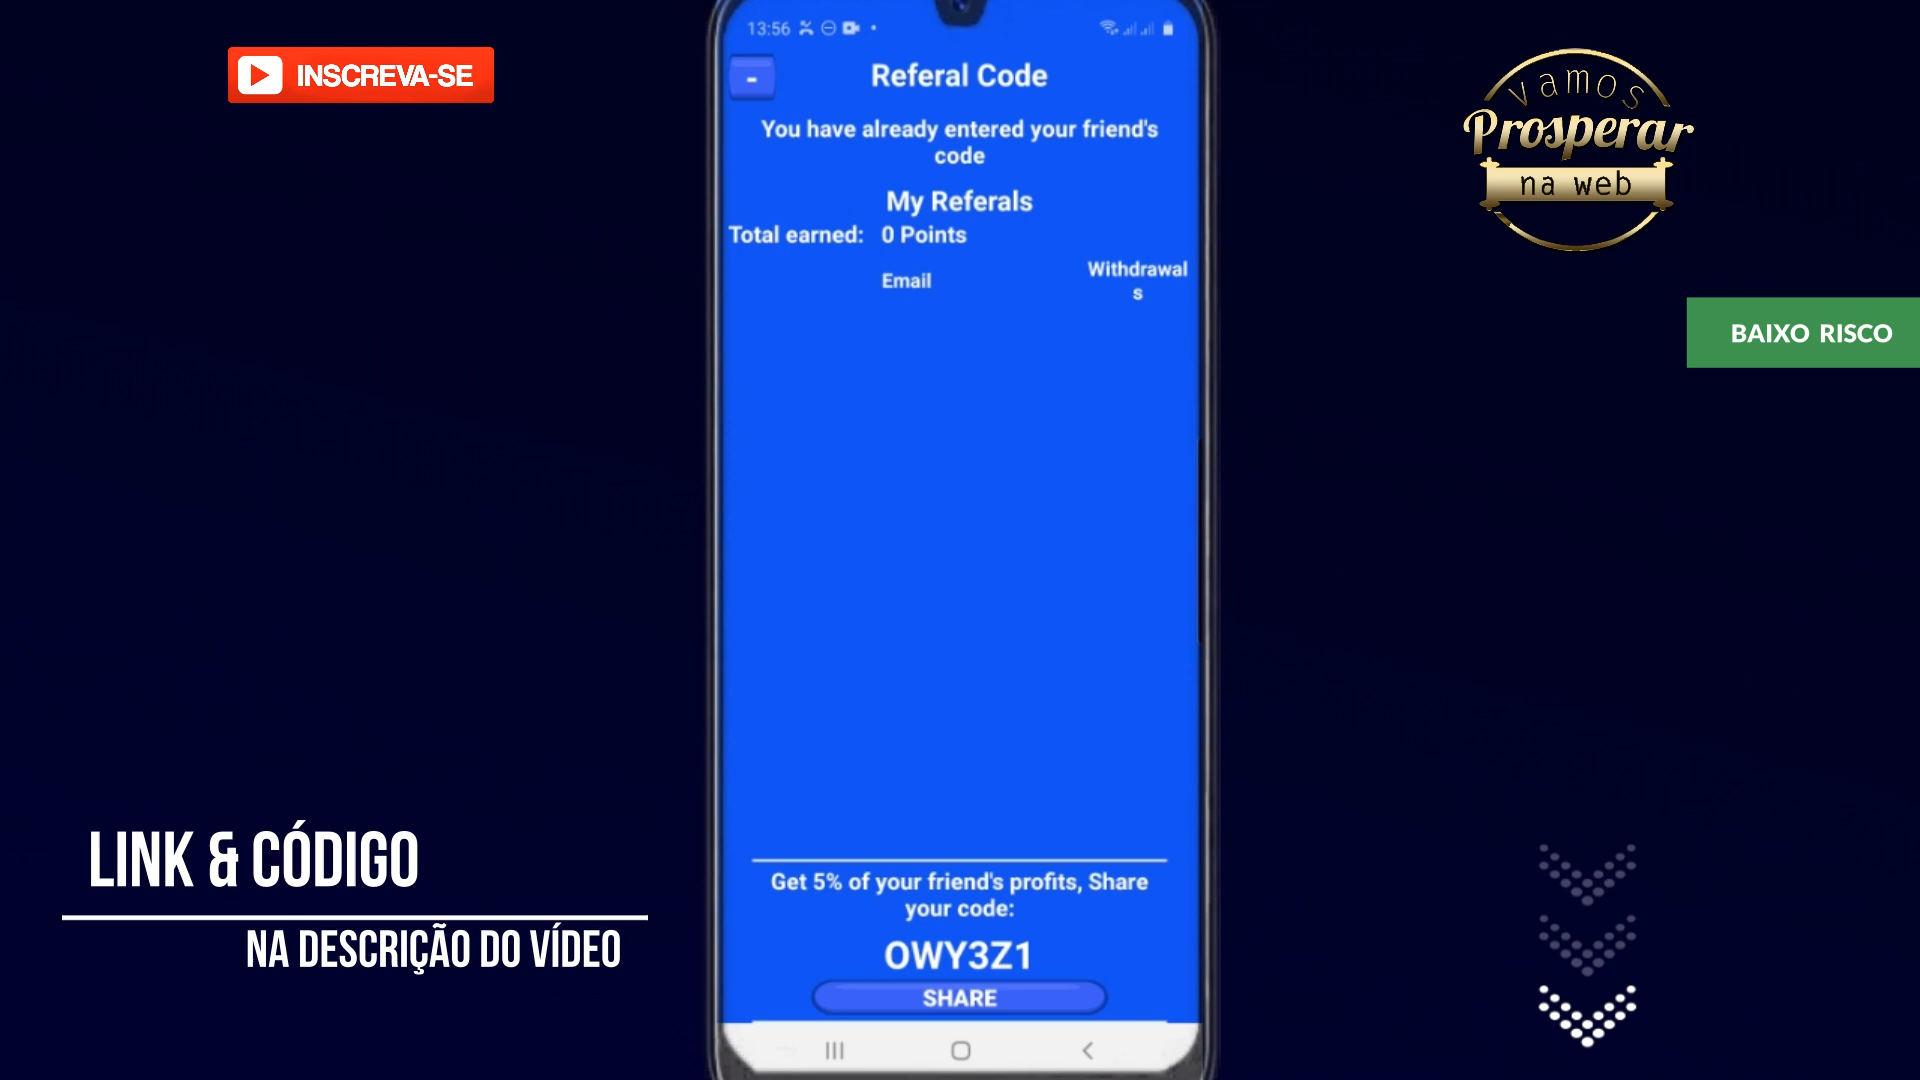 INSCREVA-SE
13:56
Referal Code
-
You have already entered your friend's
code
My Referals
Total earned: 0 Points
Email
Withdrawal
s
vamos
Prosperar
na web
BAIXO RISCO
LINK & CÓDIGO
NA DESCRIÇÃO DO VÍDEO
Get 5% of your friend's profits, Share
your code:
OWY3Z1
SHARE